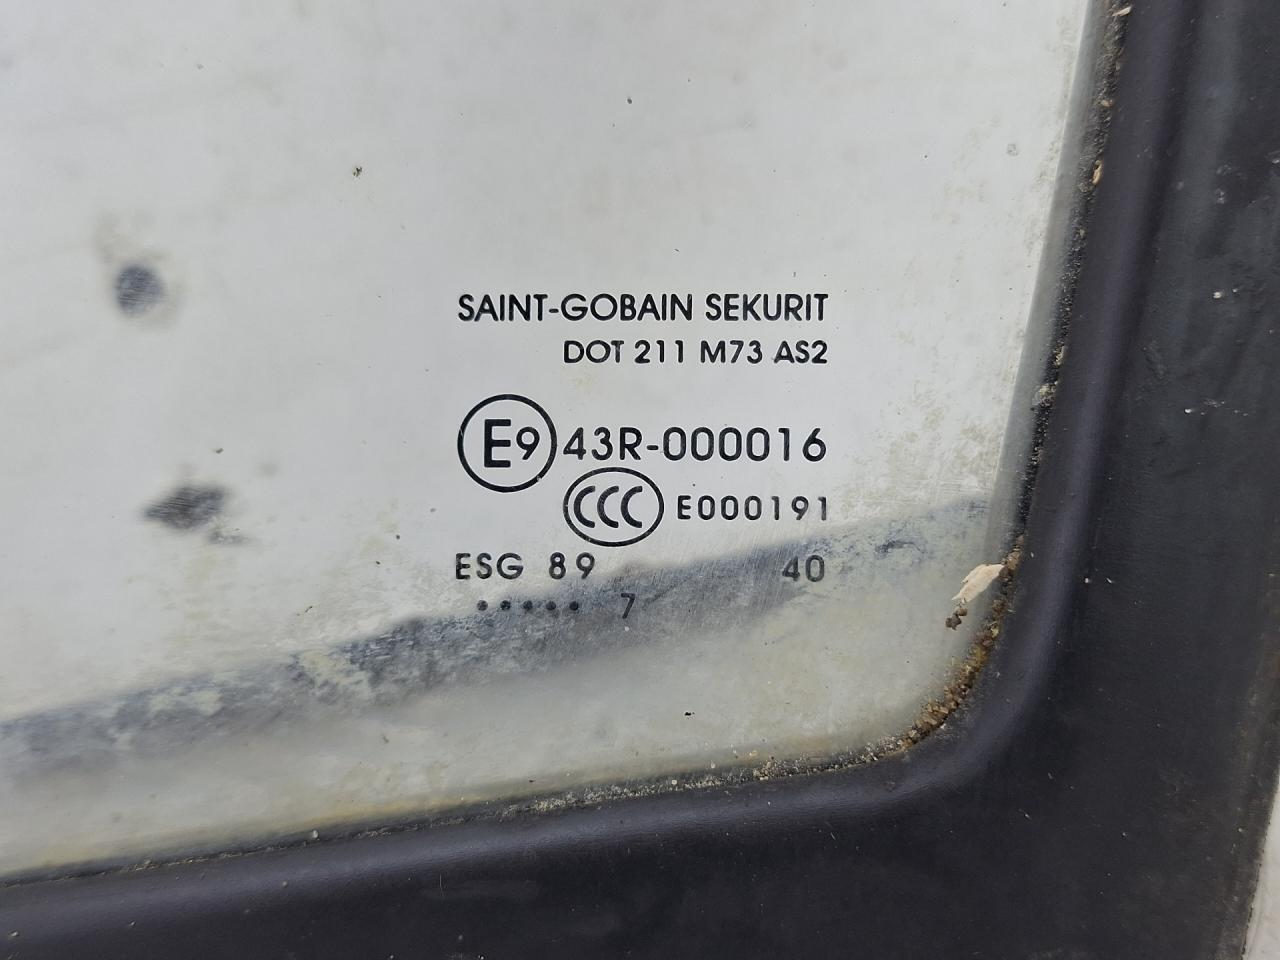 SAINT-GOBAIN SEKURIT
DOT 211 M73 AS2
E9 43R-000016
CCC E000191
ESG 89 40
..... 7